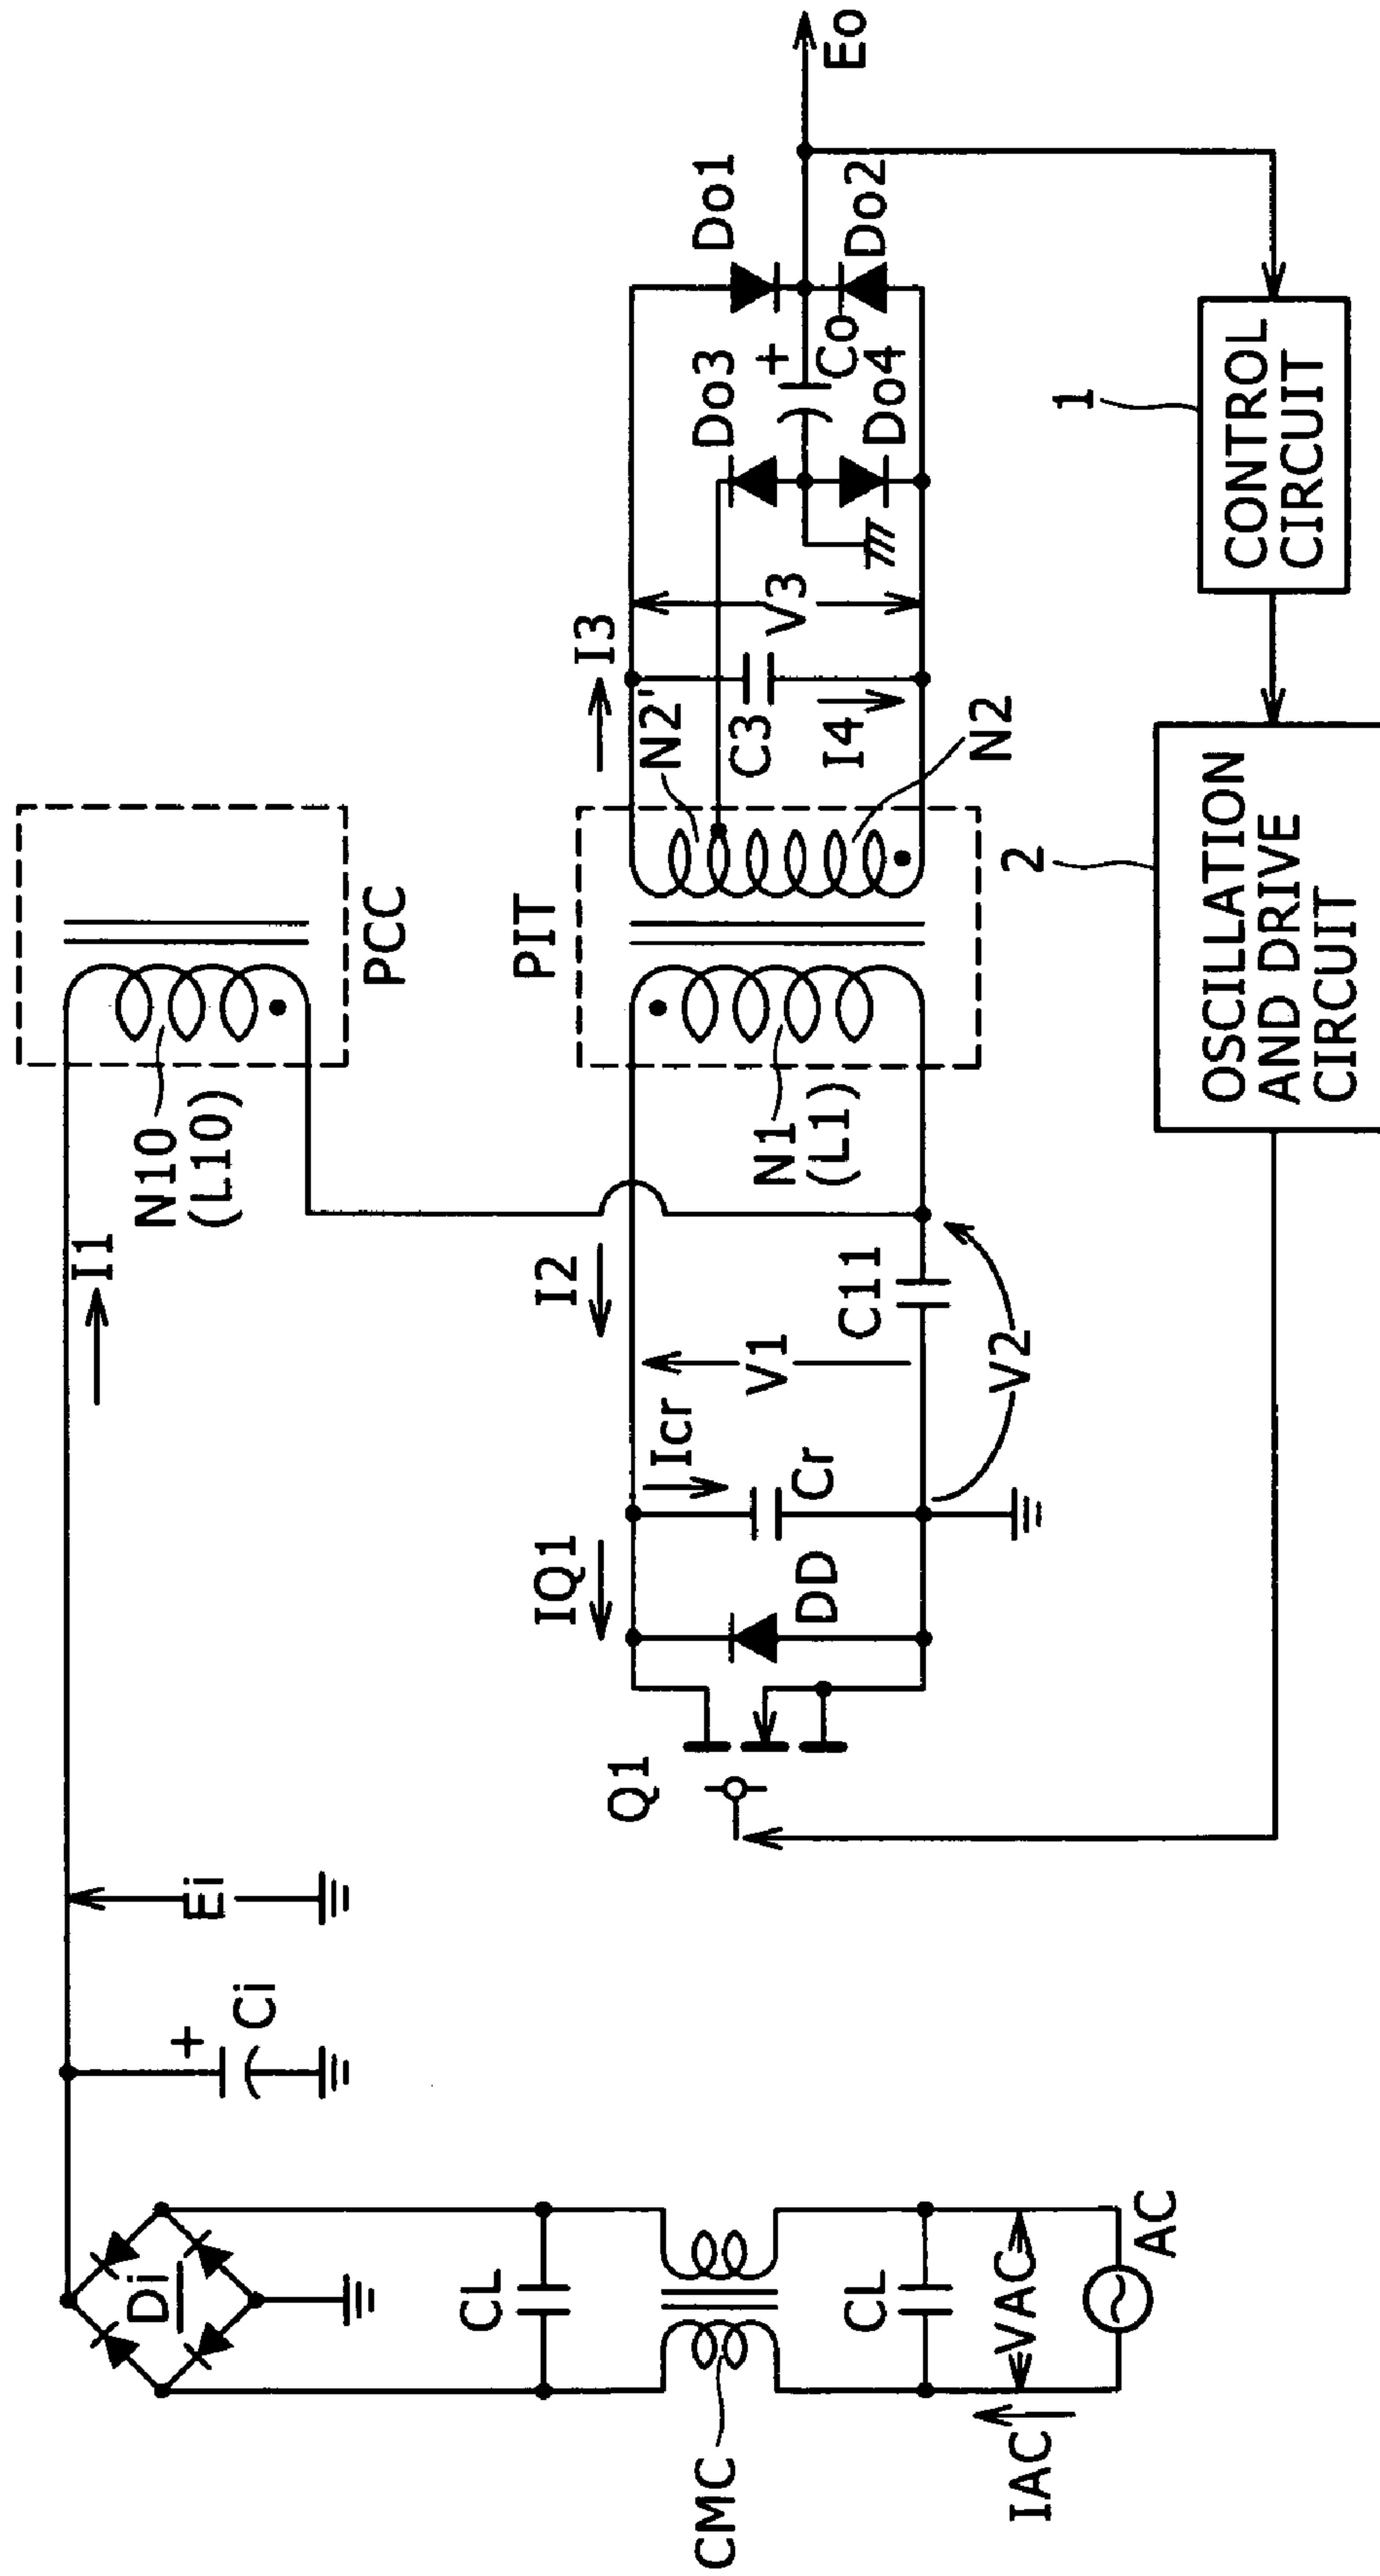 I1
N10
(L10)
PCC
Ei
+
Ci
Di
CL
CMC
CL
VAC
IAC
AC
Q1
IQ1
DD
Icr
Cr
V1
I2
C11
V2
N1
(L1)
PIT
N2'
I3
C3
I4
N2
V3
Do3
Do1
+
Co
Do4
Do2
Eo
1
CONTROL
CIRCUIT
2
OSCILLATION
AND DRIVE
CIRCUIT